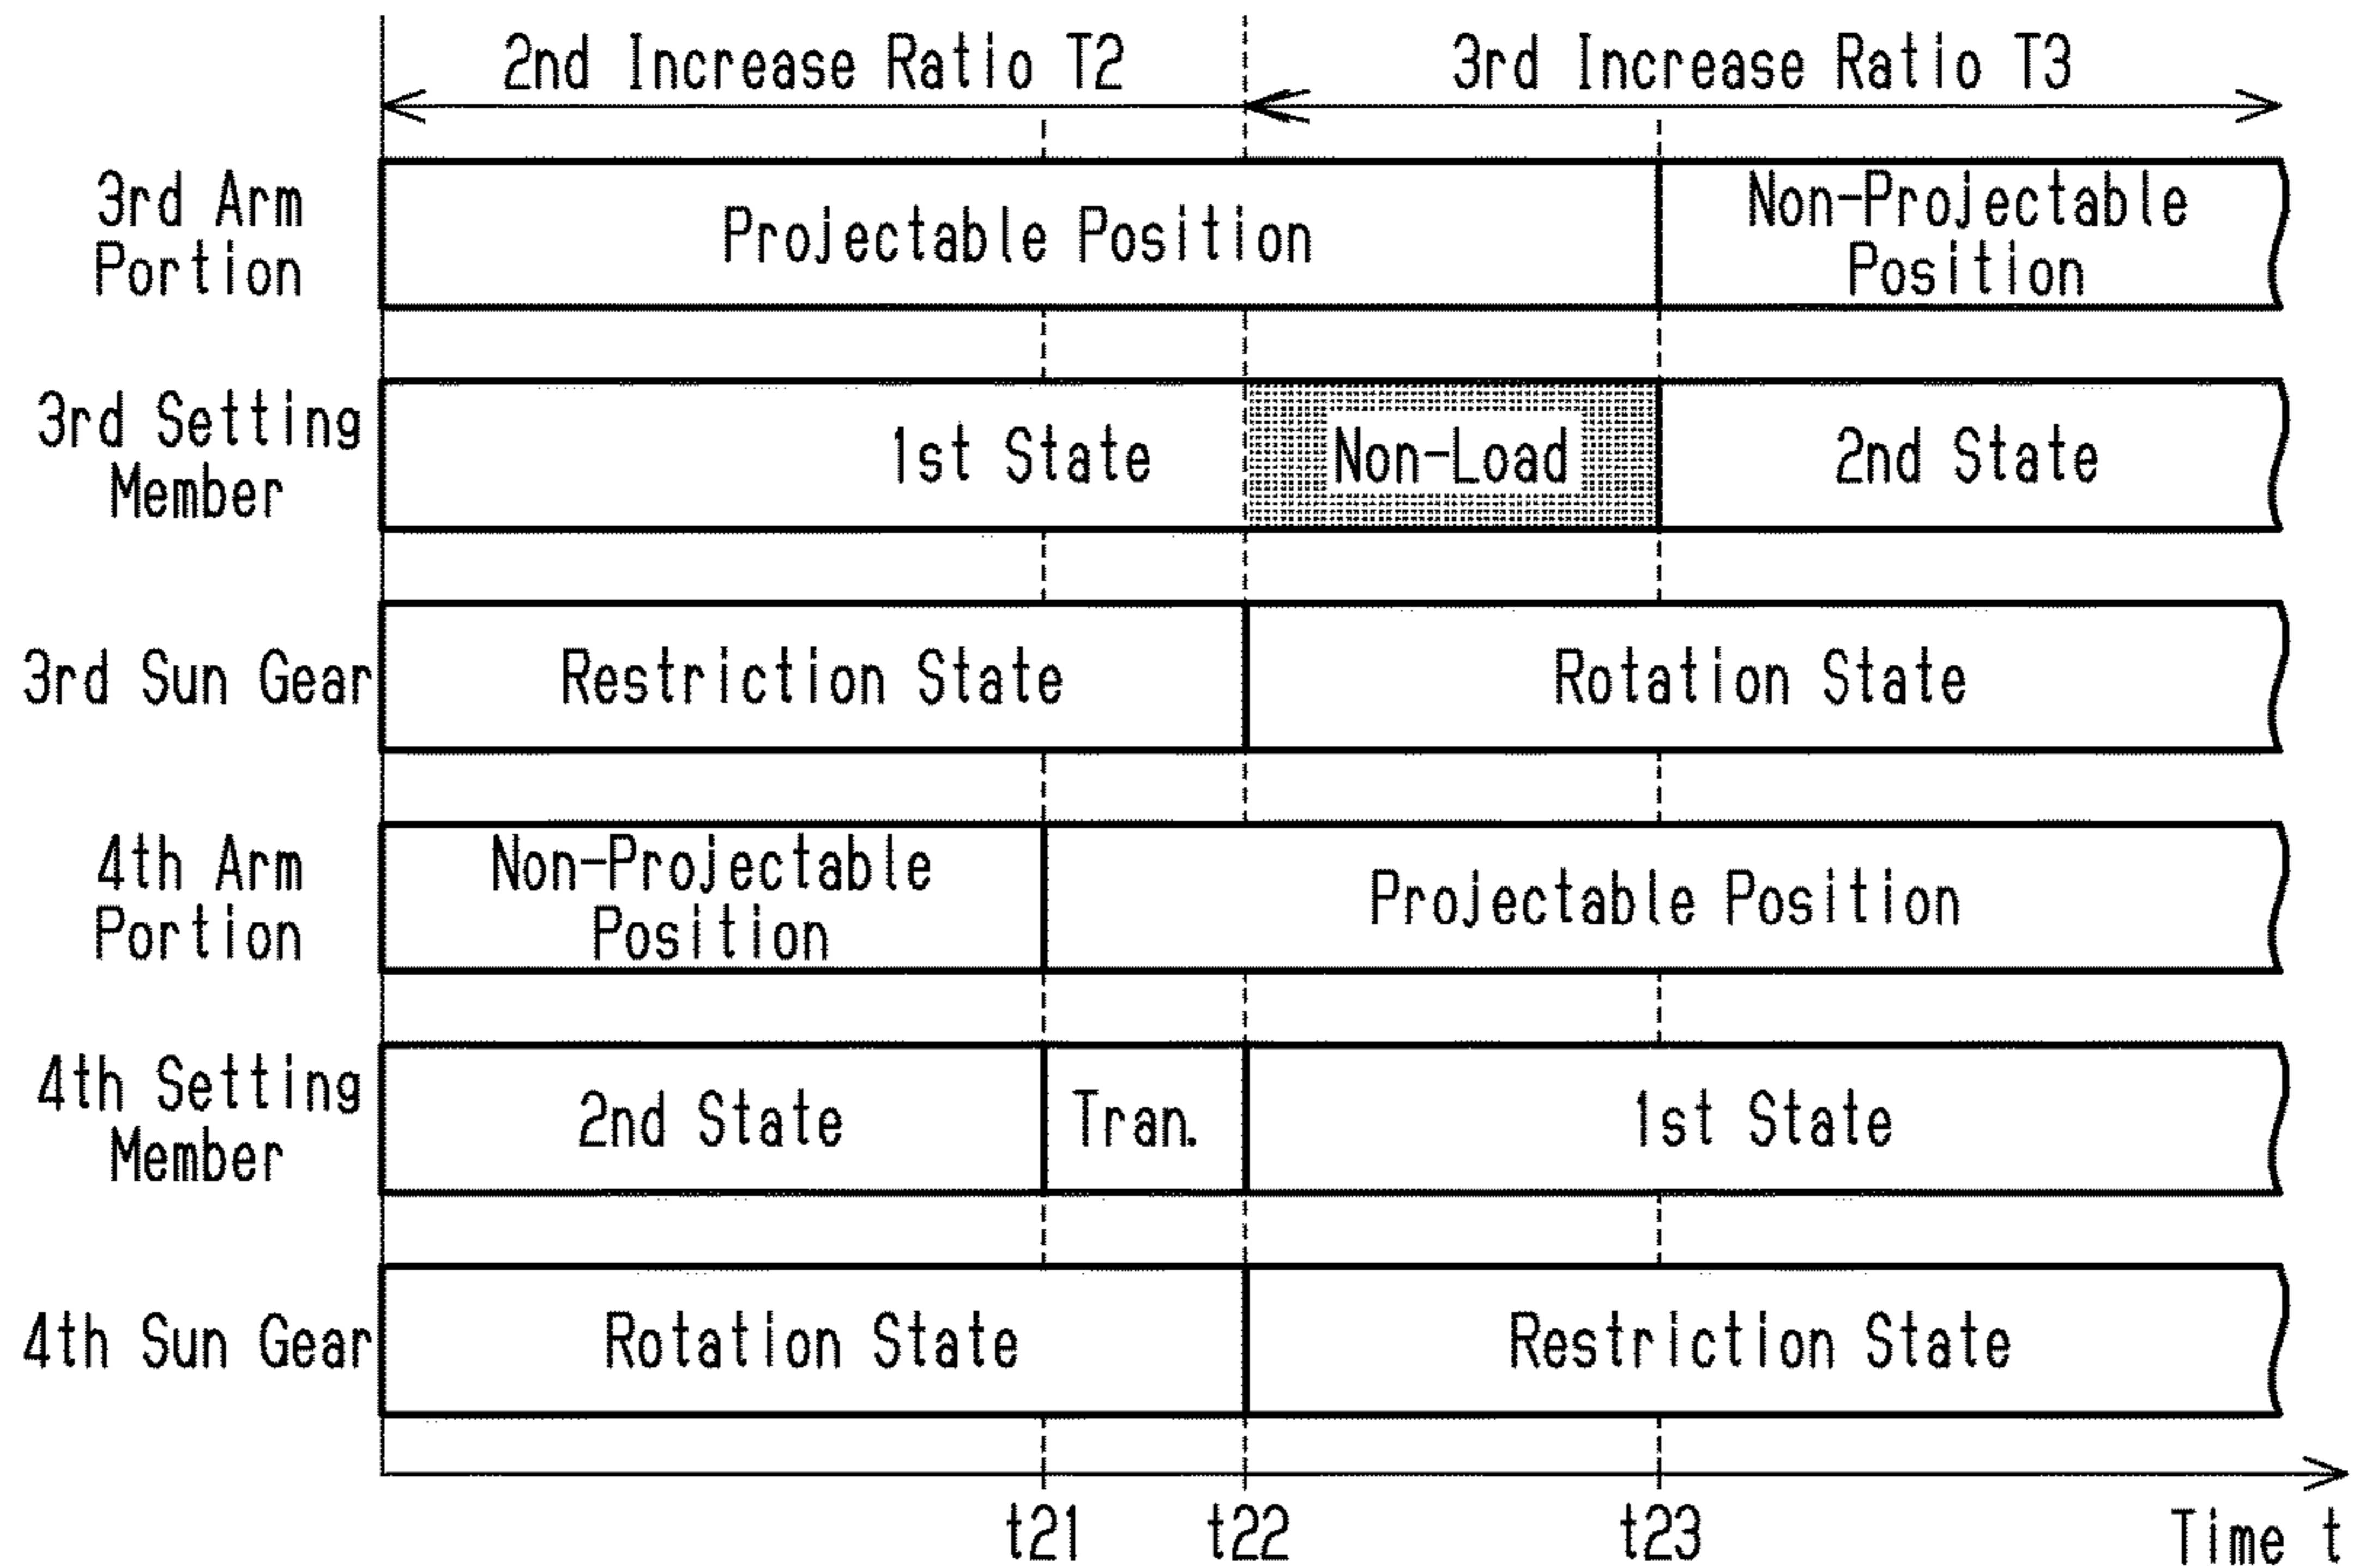 2nd Increase Ratio T2
3rd Increase Ratio T3
3rd Arm
Portion
Projectable Position
Non-Projectable
Position
3rd Setting
Member
1st State
Non-Load
2nd State
3rd Sun Gear
Restriction State
Rotation State
4th Arm
Portion
Non-Projectable
Position
Projectable Position
4th Setting
Member
2nd State
Tran.
1st State
4th Sun Gear
Rotation State
Restriction State
t21
t22
t23
Time t